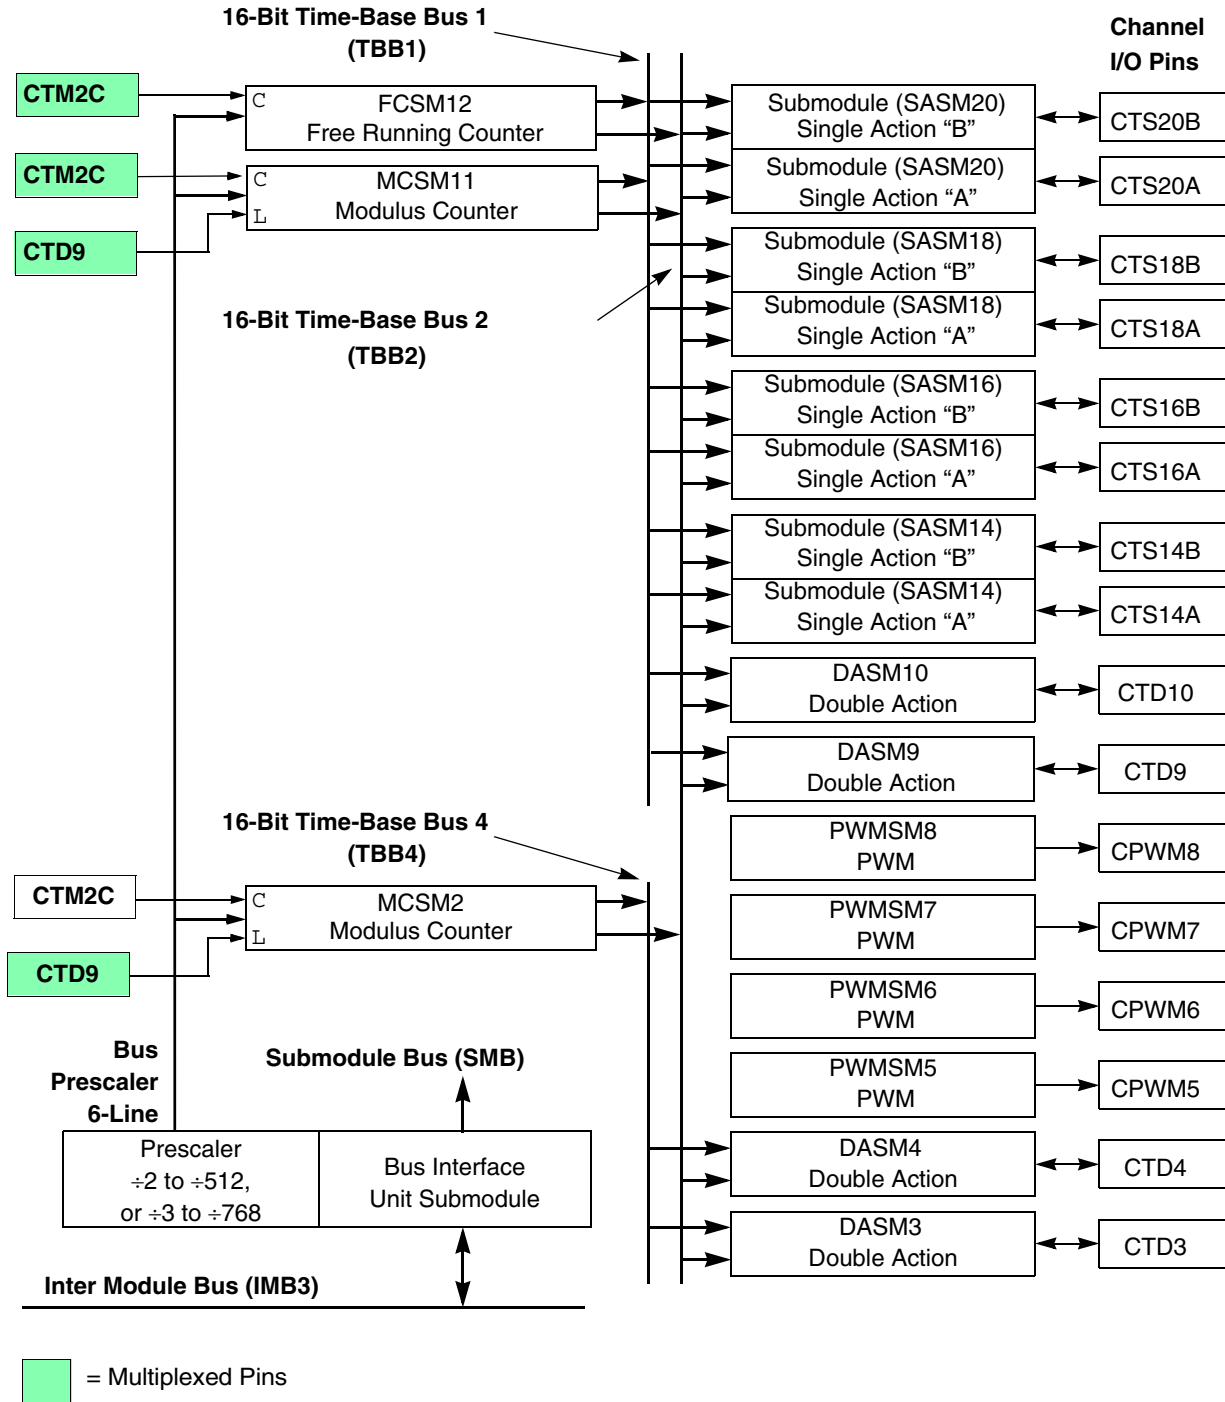 16-Bit Time-Base Bus 1
(TBB1)
Channel
I/O Pins
CTM2C
C
FCSM12
Free Running Counter
Submodule (SASM20)
Single Action “B”
CTS20B
CTM2C
C
L
MCSM11
Modulus Counter
Submodule (SASM20)
Single Action “A”
CTS20A
CTD9
Submodule (SASM18)
Single Action “B”
CTS18B
16-Bit Time-Base Bus 2
(TBB2)
Submodule (SASM18)
Single Action “A”
CTS18A
Submodule (SASM16)
Single Action “B”
CTS16B
Submodule (SASM16)
Single Action “A”
CTS16A
Submodule (SASM14)
Single Action “B”
CTS14B
Submodule (SASM14)
Single Action “A”
CTS14A
DASM10
Double Action
CTD10
DASM9
Double Action
CTD9
16-Bit Time-Base Bus 4
(TBB4)
PWMSM8
PWM
CPWM8
CTM2C
C
L
MCSM2
Modulus Counter
PWMSM7
PWM
CPWM7
CTD9
PWMSM6
PWM
CPWM6
Bus
Prescaler
6-Line
Submodule Bus (SMB)
PWMSM5
PWM
CPWM5
Prescaler
÷2 to ÷512,
or ÷3 to ÷768
Bus Interface
Unit Submodule
DASM4
Double Action
CTD4
DASM3
Double Action
CTD3
Inter Module Bus (IMB3)
= Multiplexed Pins